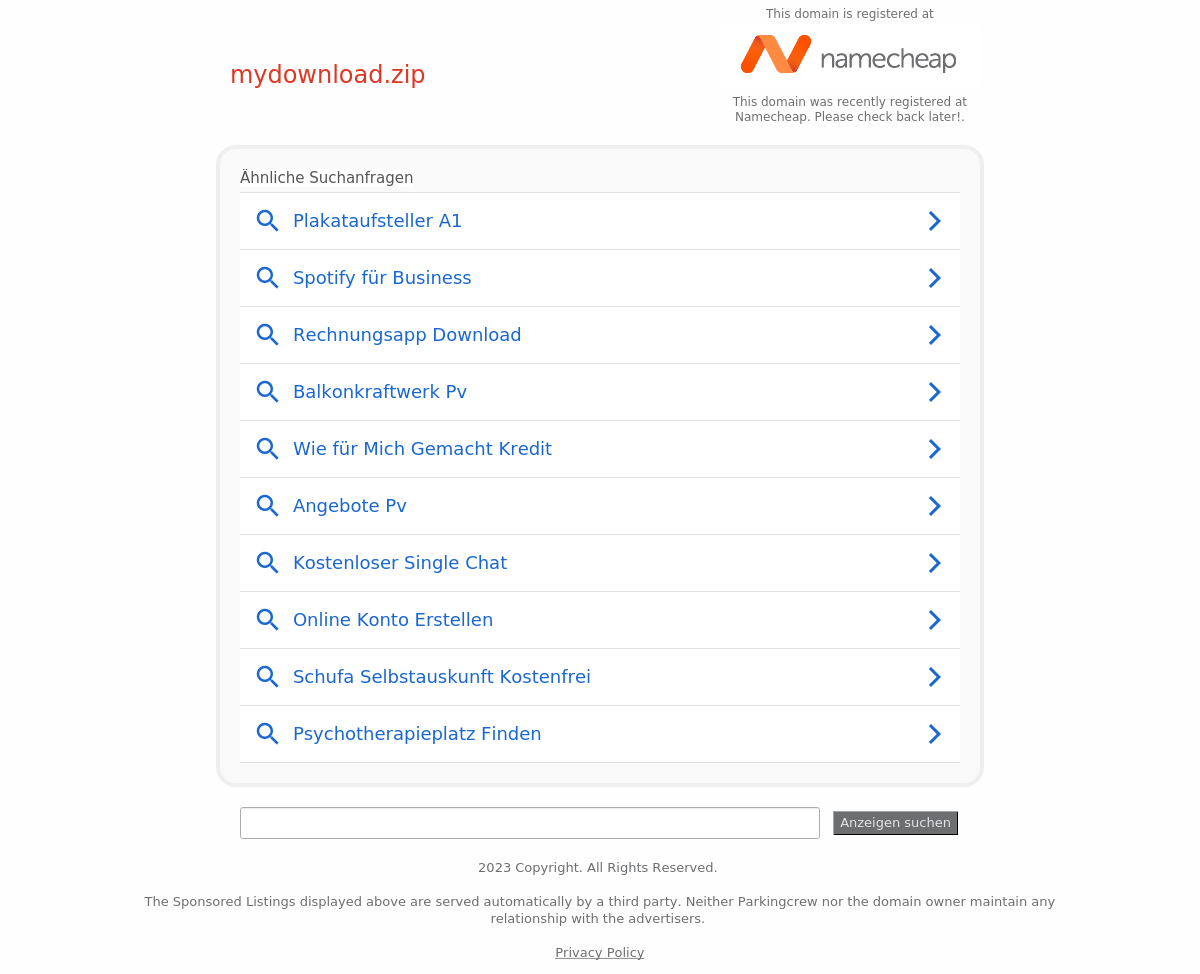 This domain is registered at
namecheap
mydownload.zip
This domain was recently registered at
Namecheap. Please check back later!.
Ähnliche Suchanfragen
Plakataufsteller A1
Spotify für Business
Rechnungsapp Download
Balkonkraftwerk Pv
Wie für Mich Gemacht Kredit
Angebote Pv
Kostenloser Single Chat
Online Konto Erstellen
Schufa Selbstauskunft Kostenfrei
Psychotherapieplatz Finden
Anzeigen suchen
2023 Copyright. All Rights Reserved.
The Sponsored Listings displayed above are served automatically by a third party. Neither Parkingcrew nor the domain owner maintain any
relationship with the advertisers.
Privacy Policy